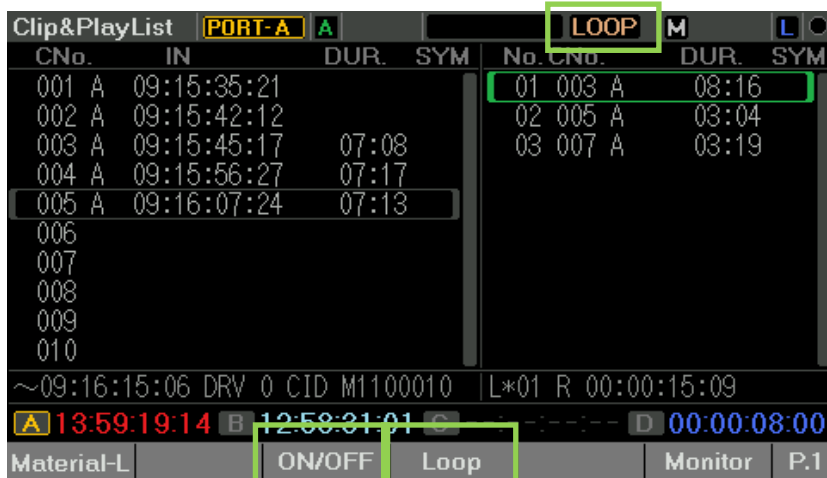 Clip&PlayList PORT-A A LOOP M L
CNo. IN DUR. SYM No. CNo. DUR. SYM
001 A 09:15:35:21 01 003 A 08:16
002 A 09:15:42:12 02 005 A 03:04
003 A 09:15:45:17 07:08 03 007 A 03:19
004 A 09:15:56:27 07:17
005 A 09:16:07:24 07:13
006
007
008
009
010
~09:16:15:06 DRV 0 CID M1100010 L*01 R 00:00:15:09
A 13:59:19:14 B 12:58:31:01 C --:--:--:-- D 00:00:08:00
Material-L ON/OFF Loop Monitor P.1